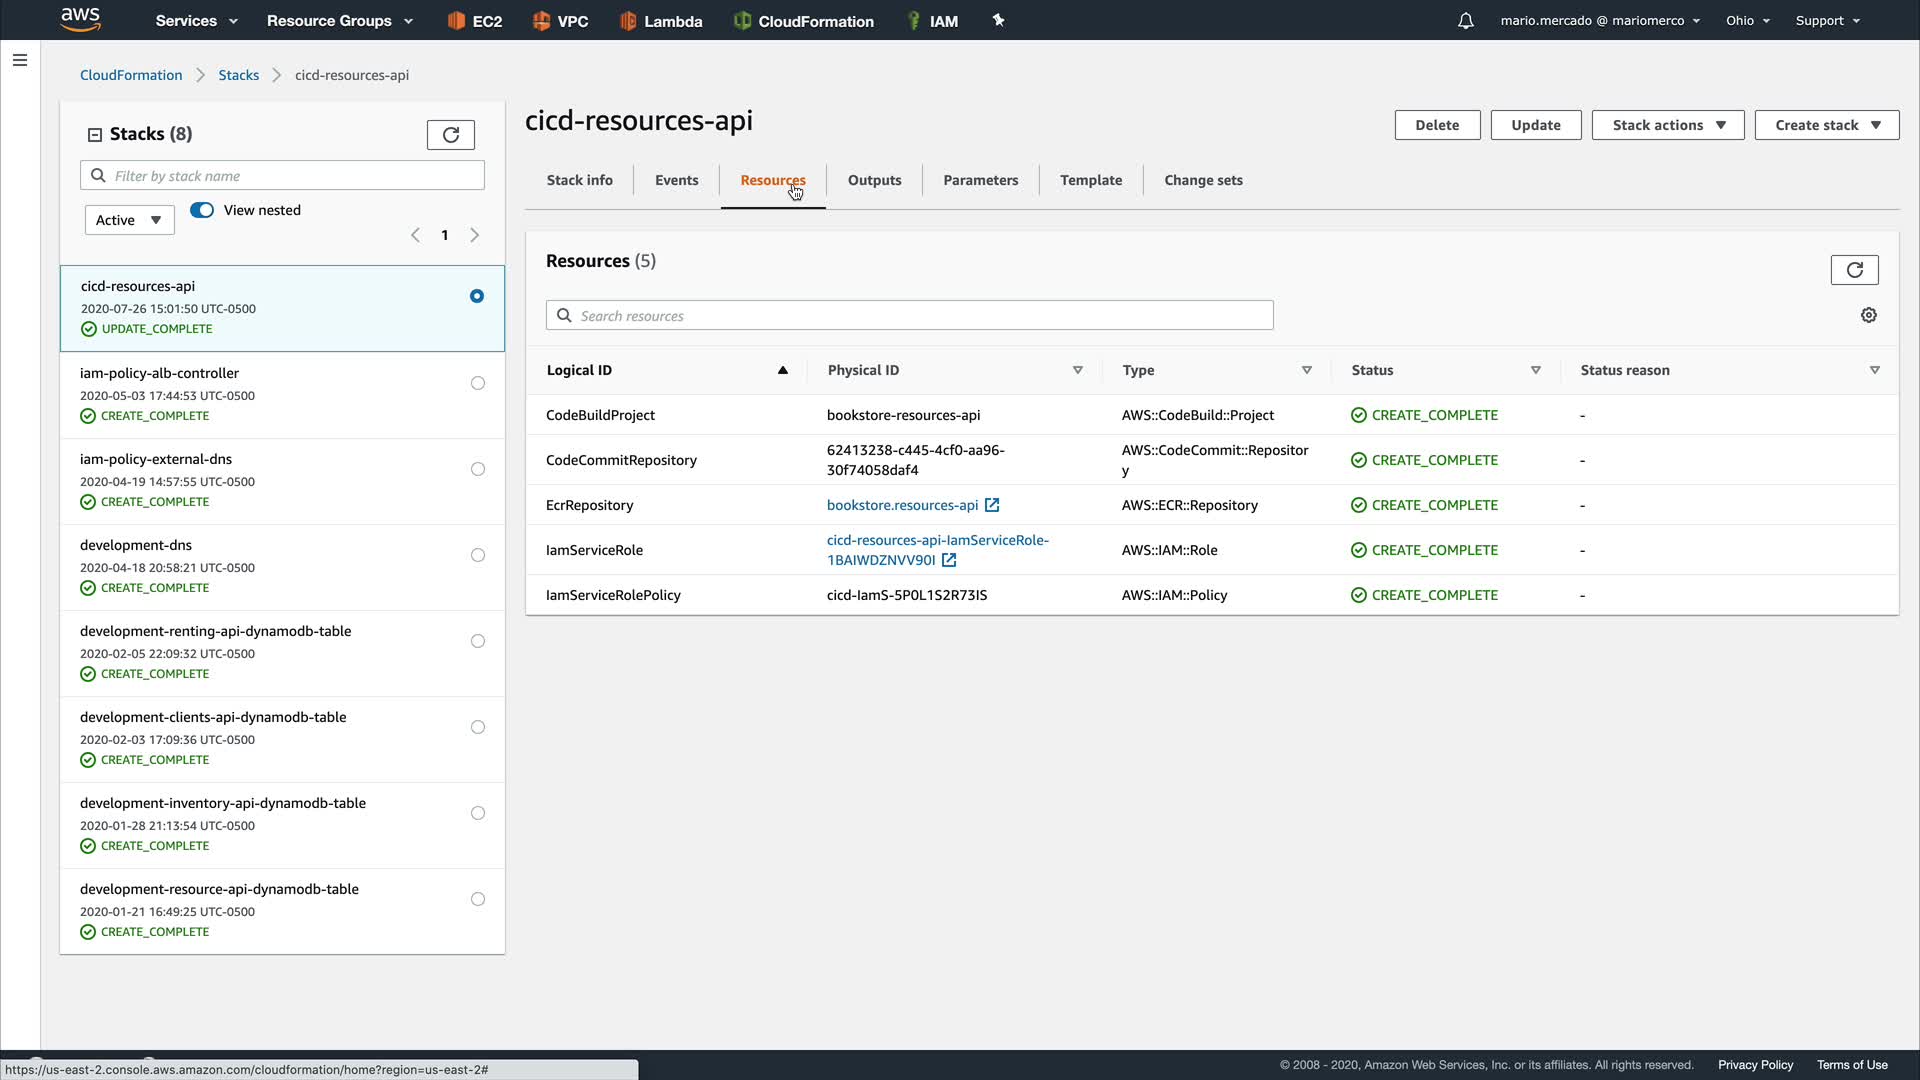 aws
Services
Resource Groups
EC2
VPC
Lambda
CloudFormation
IAM
mario.mercado @ mariomerco
Ohio
Support
CloudFormation
Stacks
cicd-resources-api
Stacks (8)
Filter by stack name
Active
View nested
1
cicd-resources-api
2020-07-26 15:01:50 UTC-0500
UPDATE_COMPLETE
iam-policy-alb-controller
2020-05-03 17:44:53 UTC-0500
CREATE_COMPLETE
iam-policy-external-dns
2020-04-19 14:57:55 UTC-0500
CREATE_COMPLETE
development-dns
2020-04-18 20:58:21 UTC-0500
CREATE_COMPLETE
development-renting-api-dynamodb-table
2020-02-05 22:09:32 UTC-0500
CREATE_COMPLETE
development-clients-api-dynamodb-table
2020-02-03 17:09:36 UTC-0500
CREATE_COMPLETE
development-inventory-api-dynamodb-table
2020-01-28 21:13:54 UTC-0500
CREATE_COMPLETE
development-resource-api-dynamodb-table
2020-01-21 16:49:25 UTC-0500
CREATE_COMPLETE
cicd-resources-api
Delete
Update
Stack actions
Create stack
Stack info
Events
Resources
Outputs
Parameters
Template
Change sets
Resources (5)
Search resources
Logical ID Physical ID Type Status Status reason
CodeBuildProject bookstore-resources-api AWS::CodeBuild::Project CREATE_COMPLETE -
CodeCommitRepository 62413238-c445-4cf0-aa96-
30f74058daf4 AWS::CodeCommit::Repositor
y CREATE_COMPLETE -
EcrRepository bookstore.resources-api AWS::ECR::Repository CREATE_COMPLETE -
IamServiceRole cicd-resources-api-IamServiceRole-
1BAIWDZNVV90I AWS::IAM::Role CREATE_COMPLETE -
IamServiceRolePolicy cicd-IamS-5P0L1S2R73IS AWS::IAM::Policy CREATE_COMPLETE -
https://us-east-2.console.aws.amazon.com/cloudformation/home?region=us-east-2#
© 2008 - 2020, Amazon Web Services, Inc. or its affiliates. All rights reserved.
Privacy Policy
Terms of Use